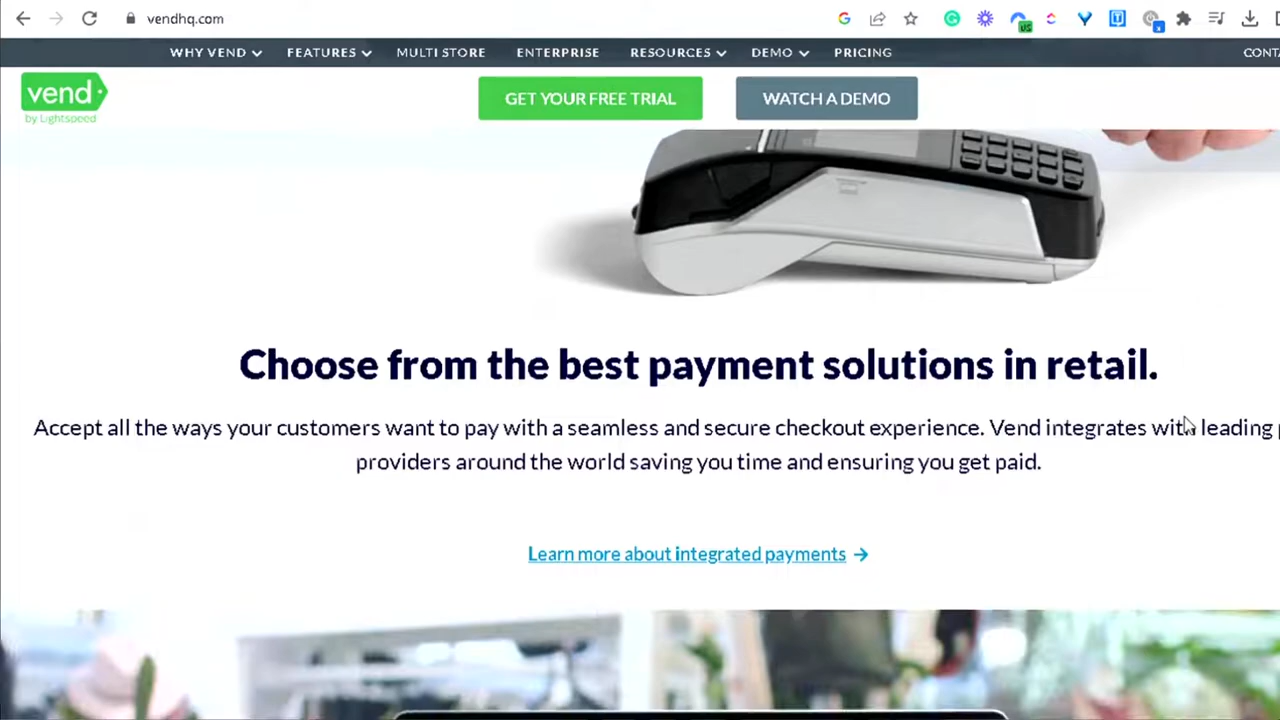 vendhq.com
us
WHY VEND FEATURES MULTI STORE ENTERPRISE RESOURCES DEMO PRICING CONT
vend
by Lightspeed
GET YOUR FREE TRIAL WATCH A DEMO
Choose from the best payment solutions in retail.
Accept all the ways your customers want to pay with a seamless and secure checkout experience. Vend integrates with leading p
providers around the world saving you time and ensuring you get paid.
Learn more about integrated payments →